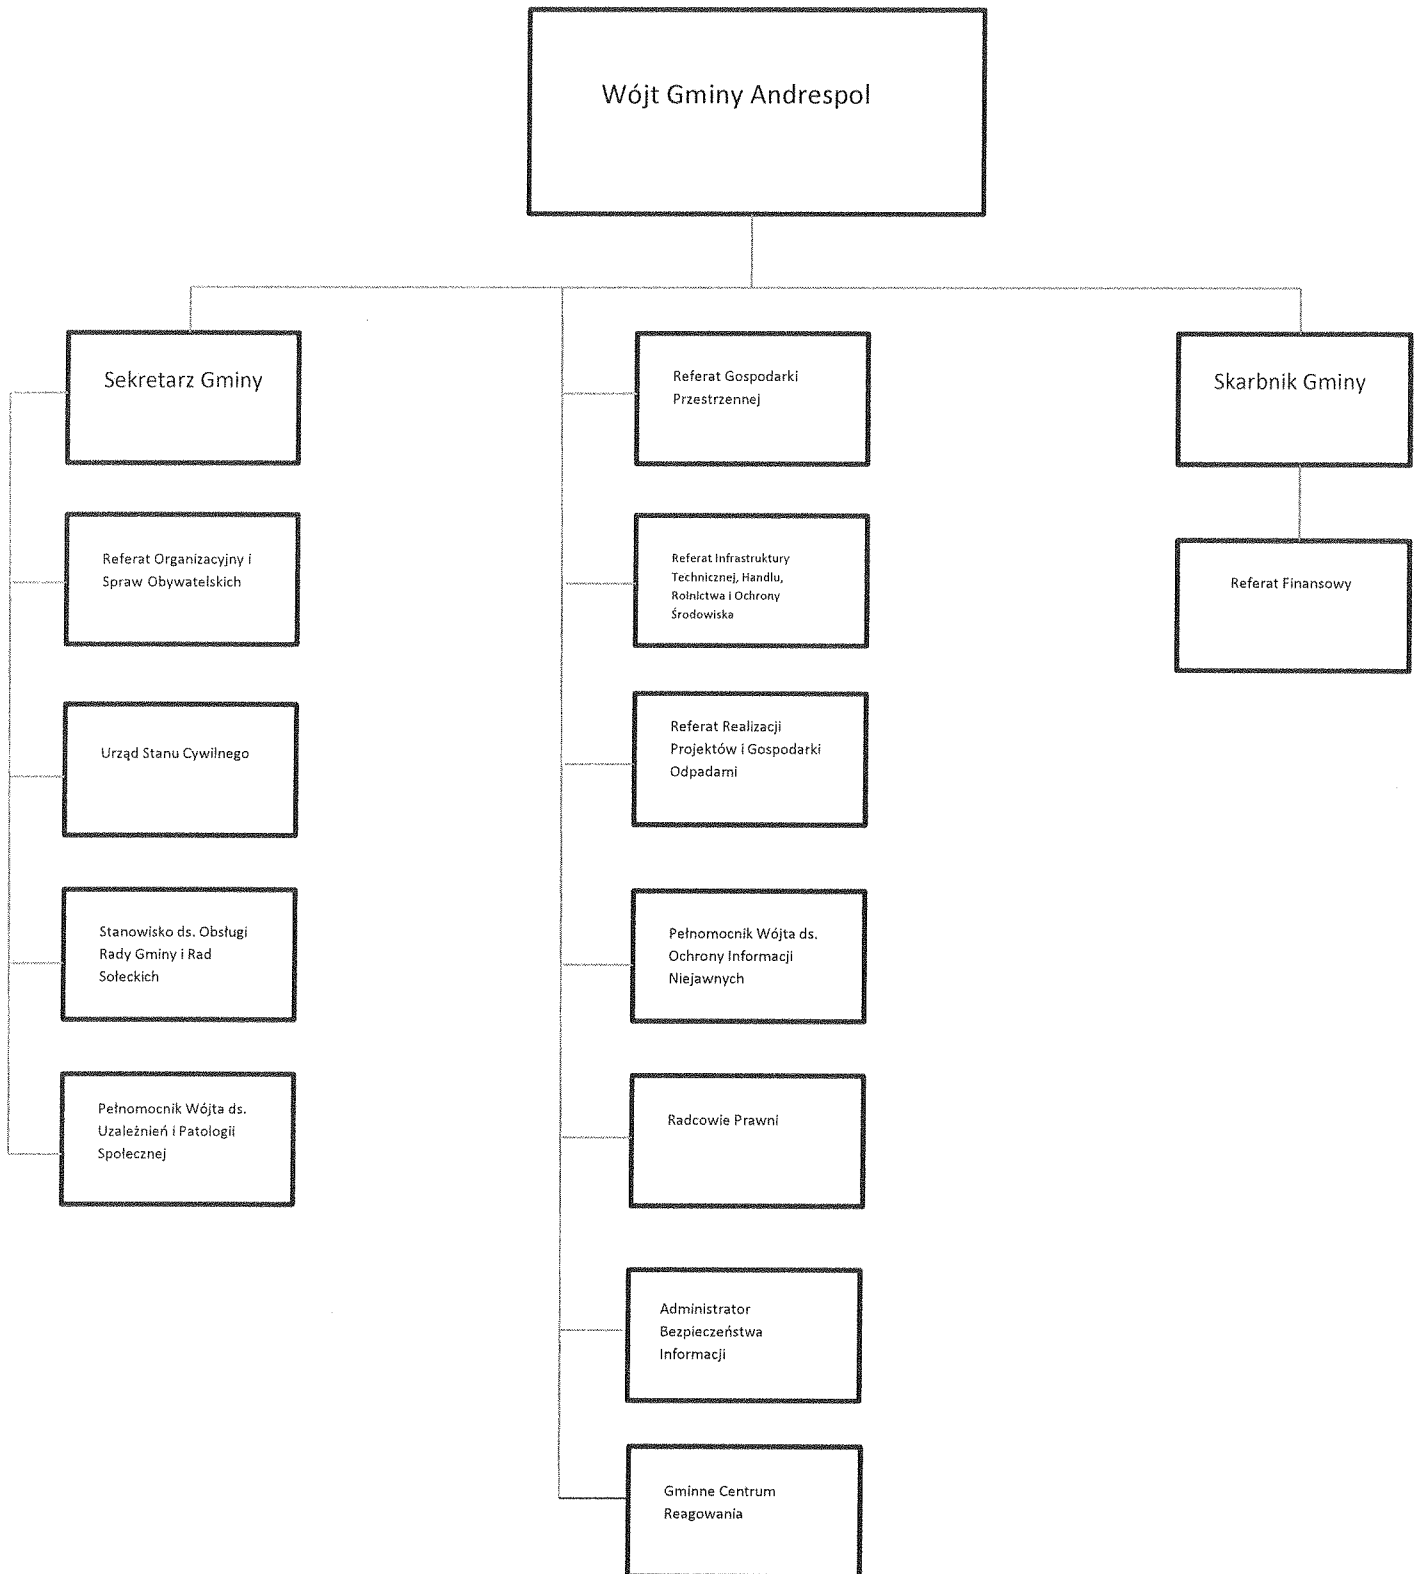 Wójt Gminy Andrespol
Sekretarz Gminy
Referat Organizacyjny i
Spraw Obywatelskich
Urząd Stanu Cywilnego
Stanowisko ds. Obsługi
Rady Gminy i Rad
Sołeckich
Pełnomocnik Wójta ds.
Uzależnień i Patologii
Społecznej
Referat Gospodarki
Przestrzennej
Referat Infrastruktury
Technicznej, Handlu,
Rolnictwa i Ochrony
Środowiska
Referat Realizacji
Projektów i Gospodarki
Odpadami
Pełnomocnik Wójta ds.
Ochrony Informacji
Niejawnych
Radcowie Prawni
Administrator
Bezpieczeństwa
Informacji
Gminne Centrum
Reagowania
Skarbnik Gminy
Referat Finansowy